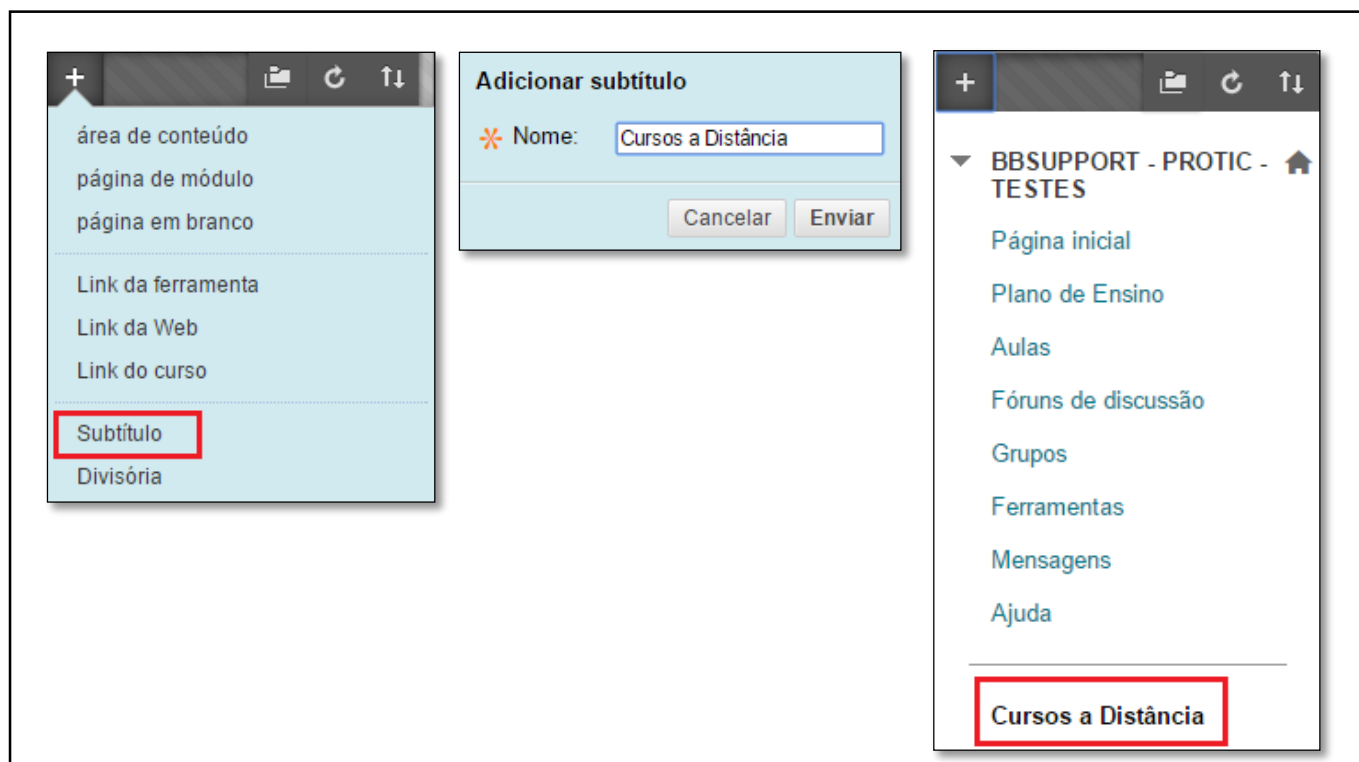 +
área de conteúdo
página de módulo
página em branco
Link da ferramenta
Link da Web
Link do curso
Subtítulo
Divisória
Adicionar subtítulo
Nome: Cursos a Distância
Cancelar Enviar
+
BBSUPPORT - PROTIC -
TESTES
Página inicial
Plano de Ensino
Aulas
Fóruns de discussão
Grupos
Ferramentas
Mensagens
Ajuda
Cursos a Distância